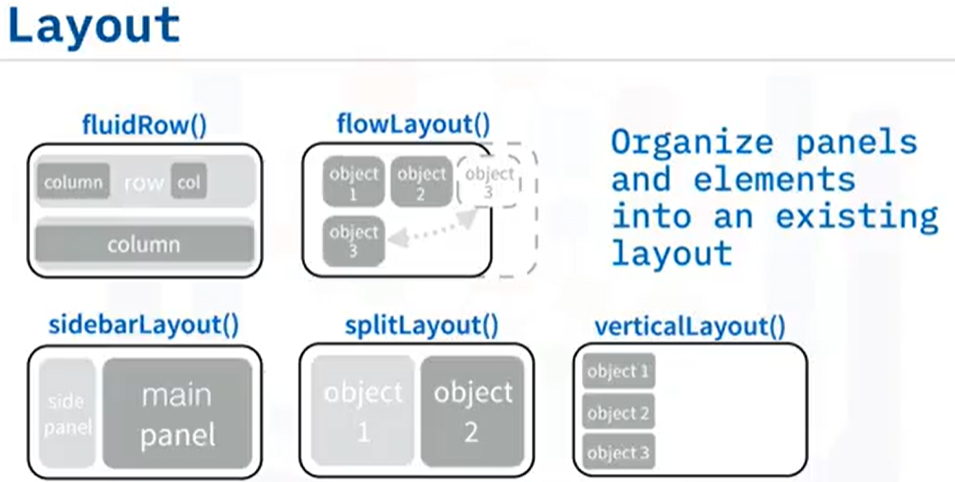 Layout
fluidRow()
column row col
column
flowLayout()
object
1
object
2
object
3
object
3
Organize panels
and elements
into an existing
layout
sidebarLayout()
side
panel
main
panel
splitLayout()
object
1
object
2
verticalLayout()
object 1
object 2
object 3